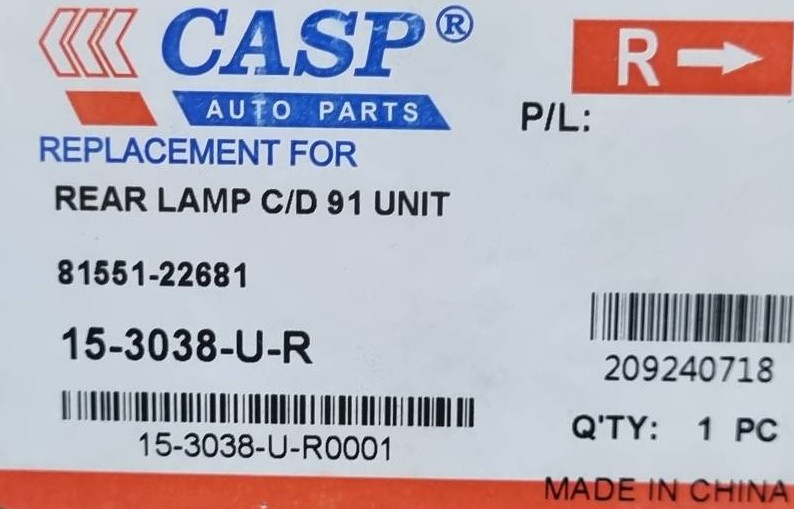 CASP®
AUTO PARTS
R
P/L:
REPLACEMENT FOR
REAR LAMP C/D 91 UNIT
81551-22681
15-3038-U-R
15-3038-U-R0001
209240718
Q'TY: 1 PC
MADE IN CHINA